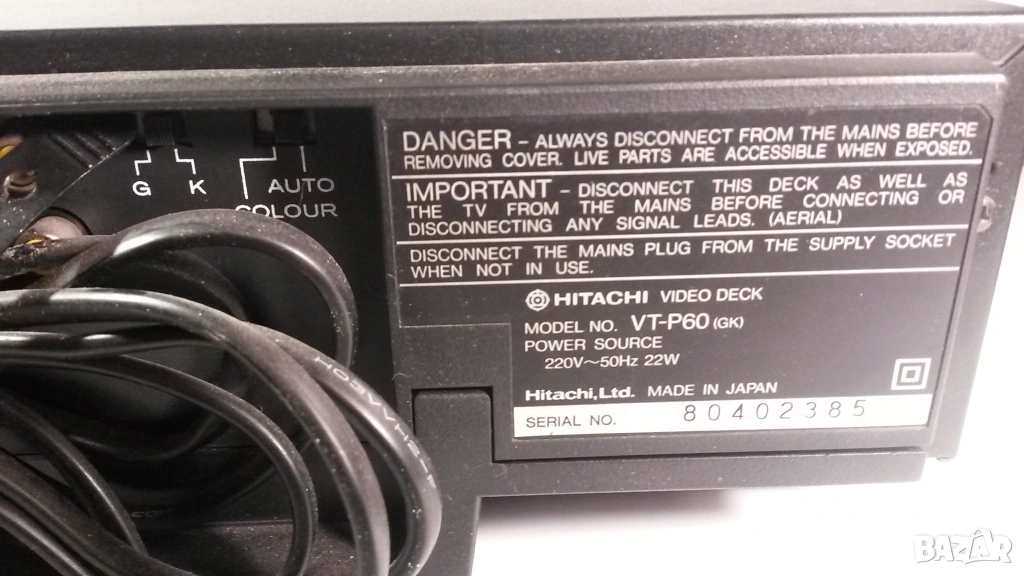 G K
AUTO
COLOUR
DANGER - ALWAYS DISCONNECT FROM THE MAINS BEFORE
REMOVING COVER. LIVE PARTS ARE ACCESSIBLE WHEN EXPOSED.
IMPORTANT - DISCONNECT THIS DECK AS WELL AS
THE TV FROM THE MAINS BEFORE CONNECTING OR
DISCONNECTING ANY SIGNAL LEADS. (AERIAL)
DISCONNECT THE MAINS PLUG FROM THE SUPPLY SOCKET
WHEN NOT IN USE.
HITACHI VIDEO DECK
MODEL NO. VT-P60 (GK)
POWER SOURCE
220V~50Hz 22W
Hitachi, Ltd. MADE IN JAPAN
SERIAL NO. 80402385
BAZAR